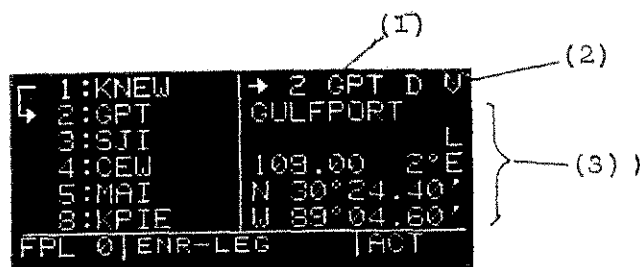 (1)
(2)
1:KNEW
2:GPT
3:SJI
4:CEW
5:MAI
8:KPIE
→ 2 GPT D V
GULFPORT
L
109.00 2°E
N 30°24.40'
W 89°04.60'
(3) )
FPL 0 ENR-LEG ACT